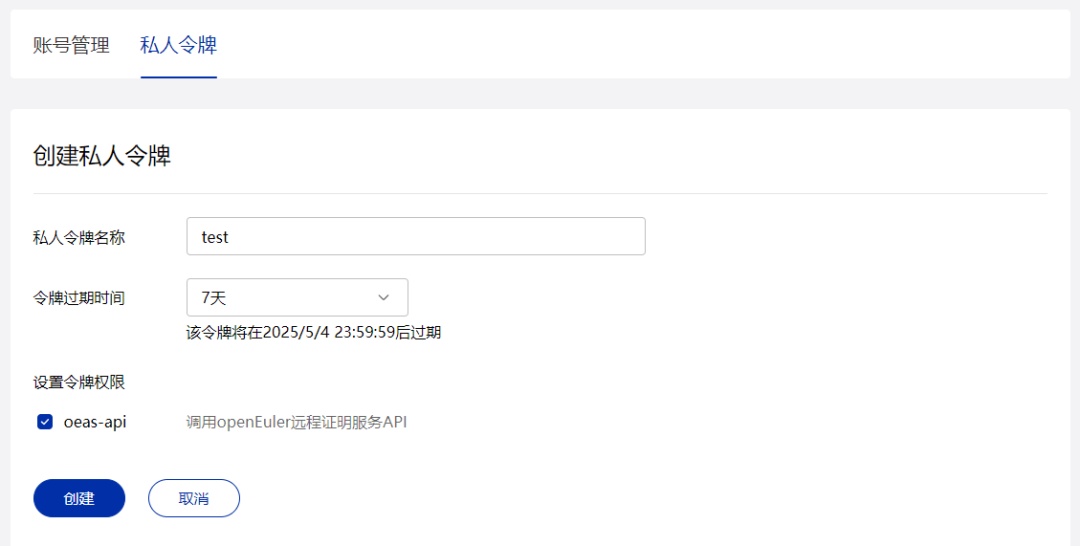 账号管理 私人令牌
创建私人令牌
私人令牌名称 test
令牌过期时间 7天
该令牌将在2025/5/4 23:59:59后过期
设置令牌权限
oeas-api 调用openEuler远程证明服务API
创建 取消